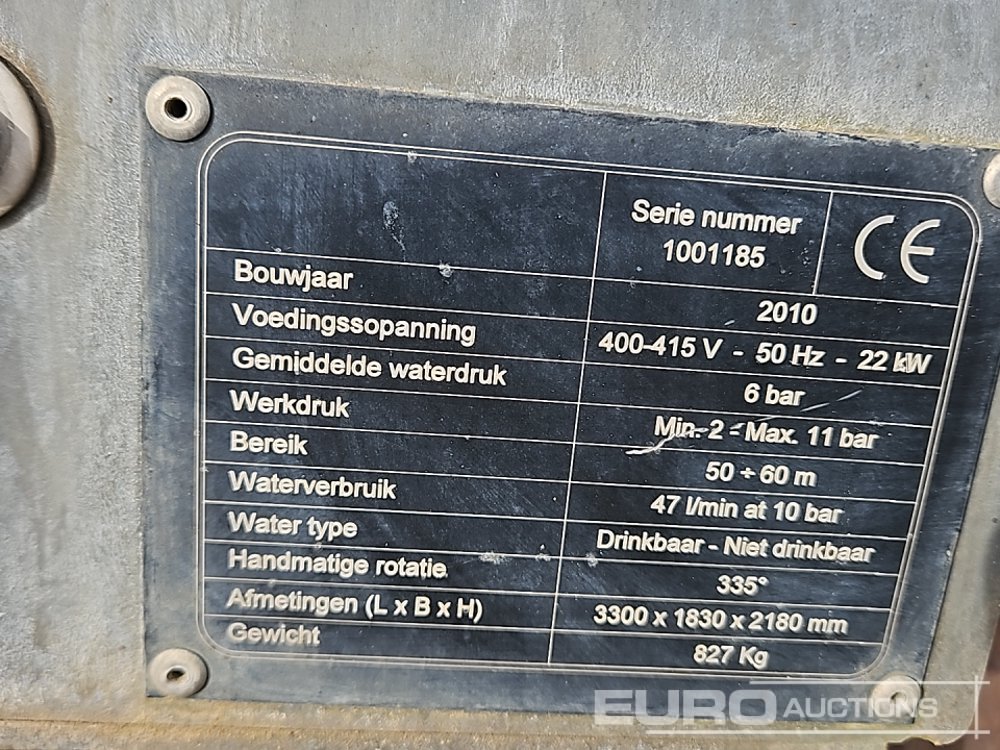 Serie nummer
1001185
CE
Bouwjaar 2010
Voedingssopanning 400-415 V - 50 Hz - 22 kW
Gemiddelde waterdruk 6 bar
Werkdruk Min. 2 - Max. 11 bar
Bereik 50 ÷ 60 m
Waterverbruik 47 l/min at 10 bar
Water type Drinkbaar - Niet drinkbaar
Handmatige rotatie 335°
Afmetingen (L x B x H) 3300 x 1830 x 2180 mm
Gewicht 827 Kg
EURO AUCTIONS